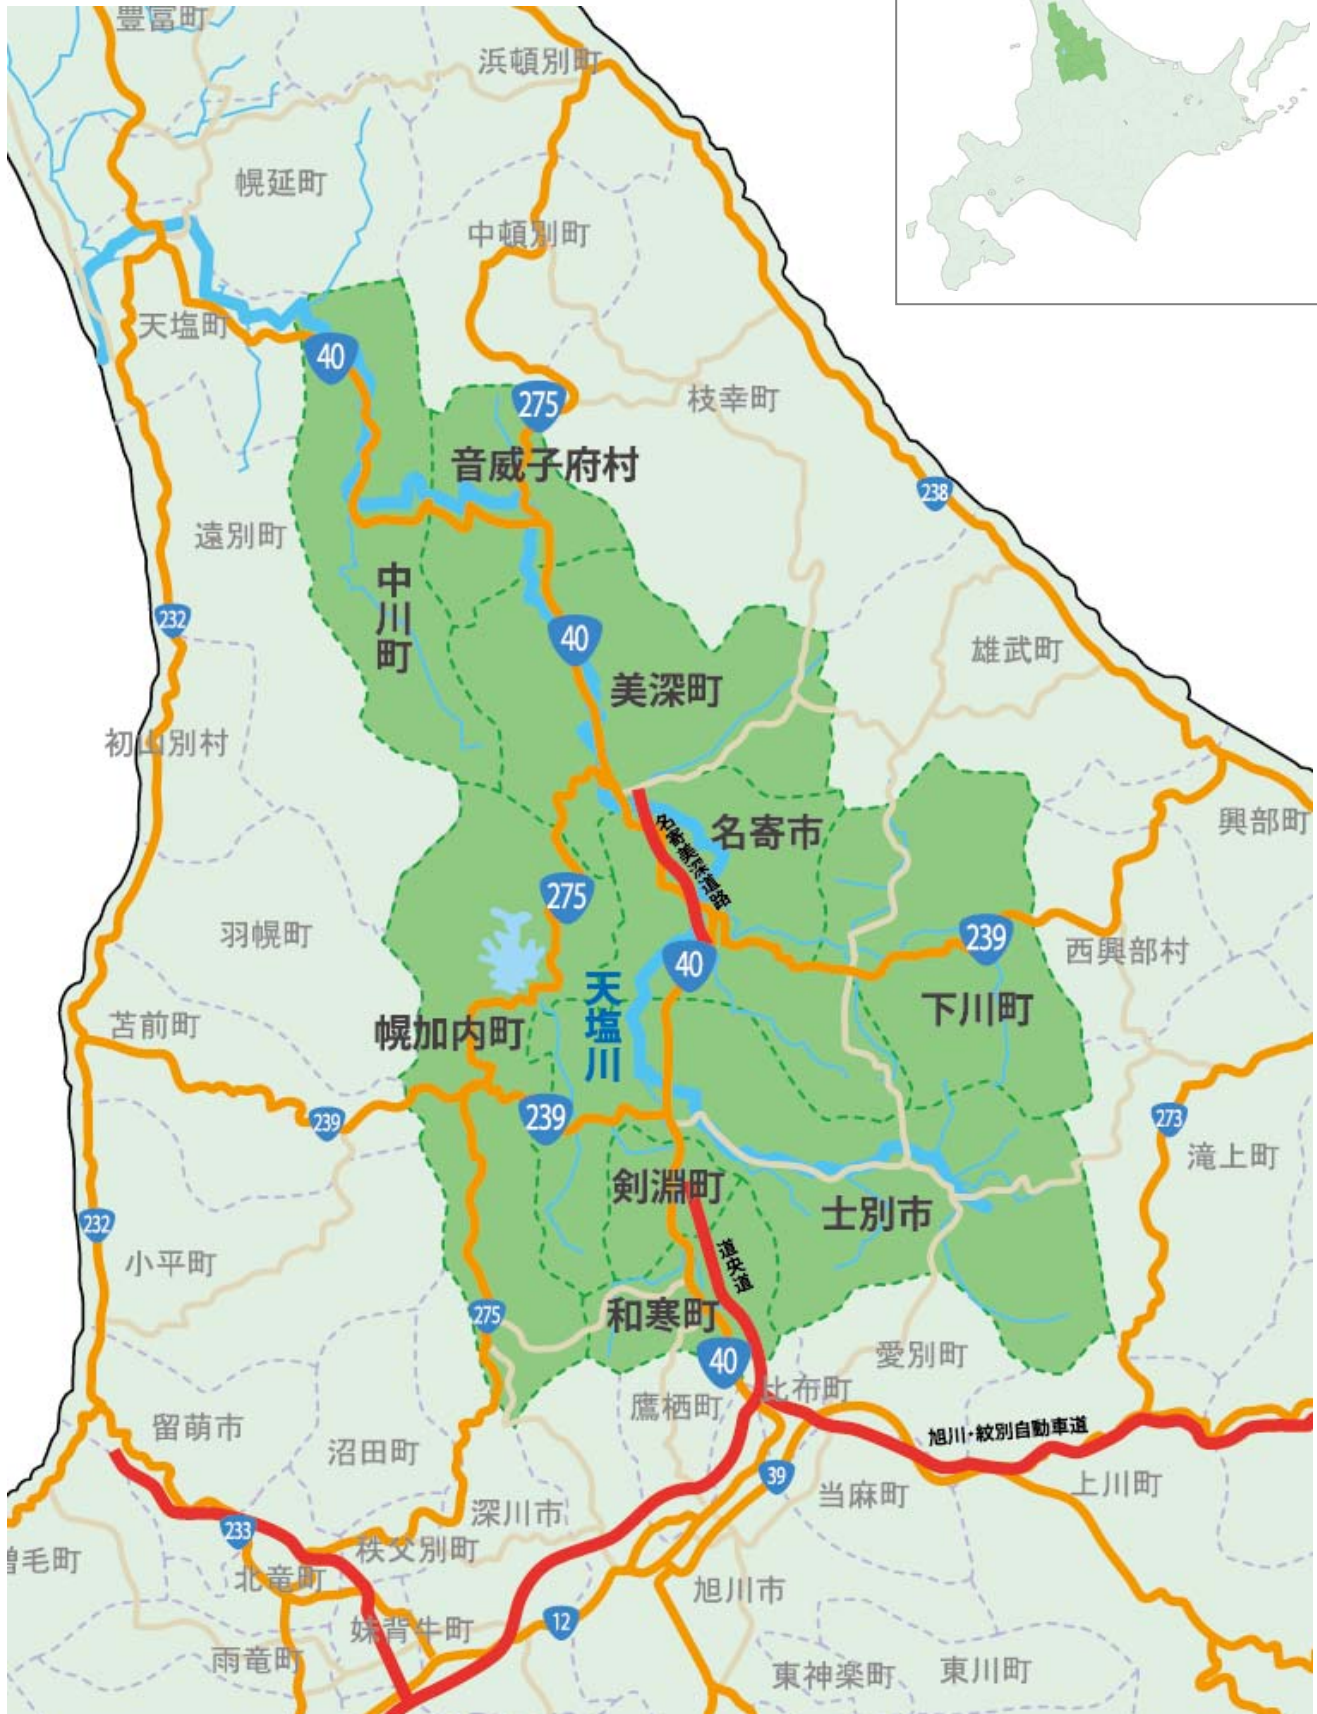 豊富町
浜頓別町
幌延町
中頓別町
天塩町
40
275
枝幸町
音威子府村
238
遠別町
中川町
232
40
雄武町
美深町
初山別村
名寄美深道路
名寄市
興部町
275
羽幌町
239
西興部村
40
天塩川
下川町
苫前町
幌加内町
239
239
273
滝上町
剣淵町
士別市
232
小平町
道央道
275
和寒町
40
愛別町
比布町
鷹栖町
留萌市
旭川・紋別自動車道
沼田町
39
上川町
当麻町
深川市
233
秩父別町
増毛町
北竜町
旭川市
12
妹背牛町
雨竜町
東神楽町
東川町